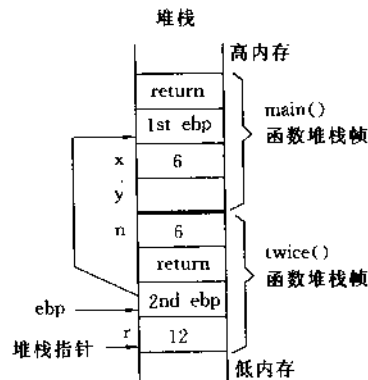 堆栈
高内存
return
1st ebp
main()
函数堆栈帧
x 6
y
n 6
return
twice()
函数堆栈帧
2nd ebp
ebp
r 12
堆栈指针
低内存